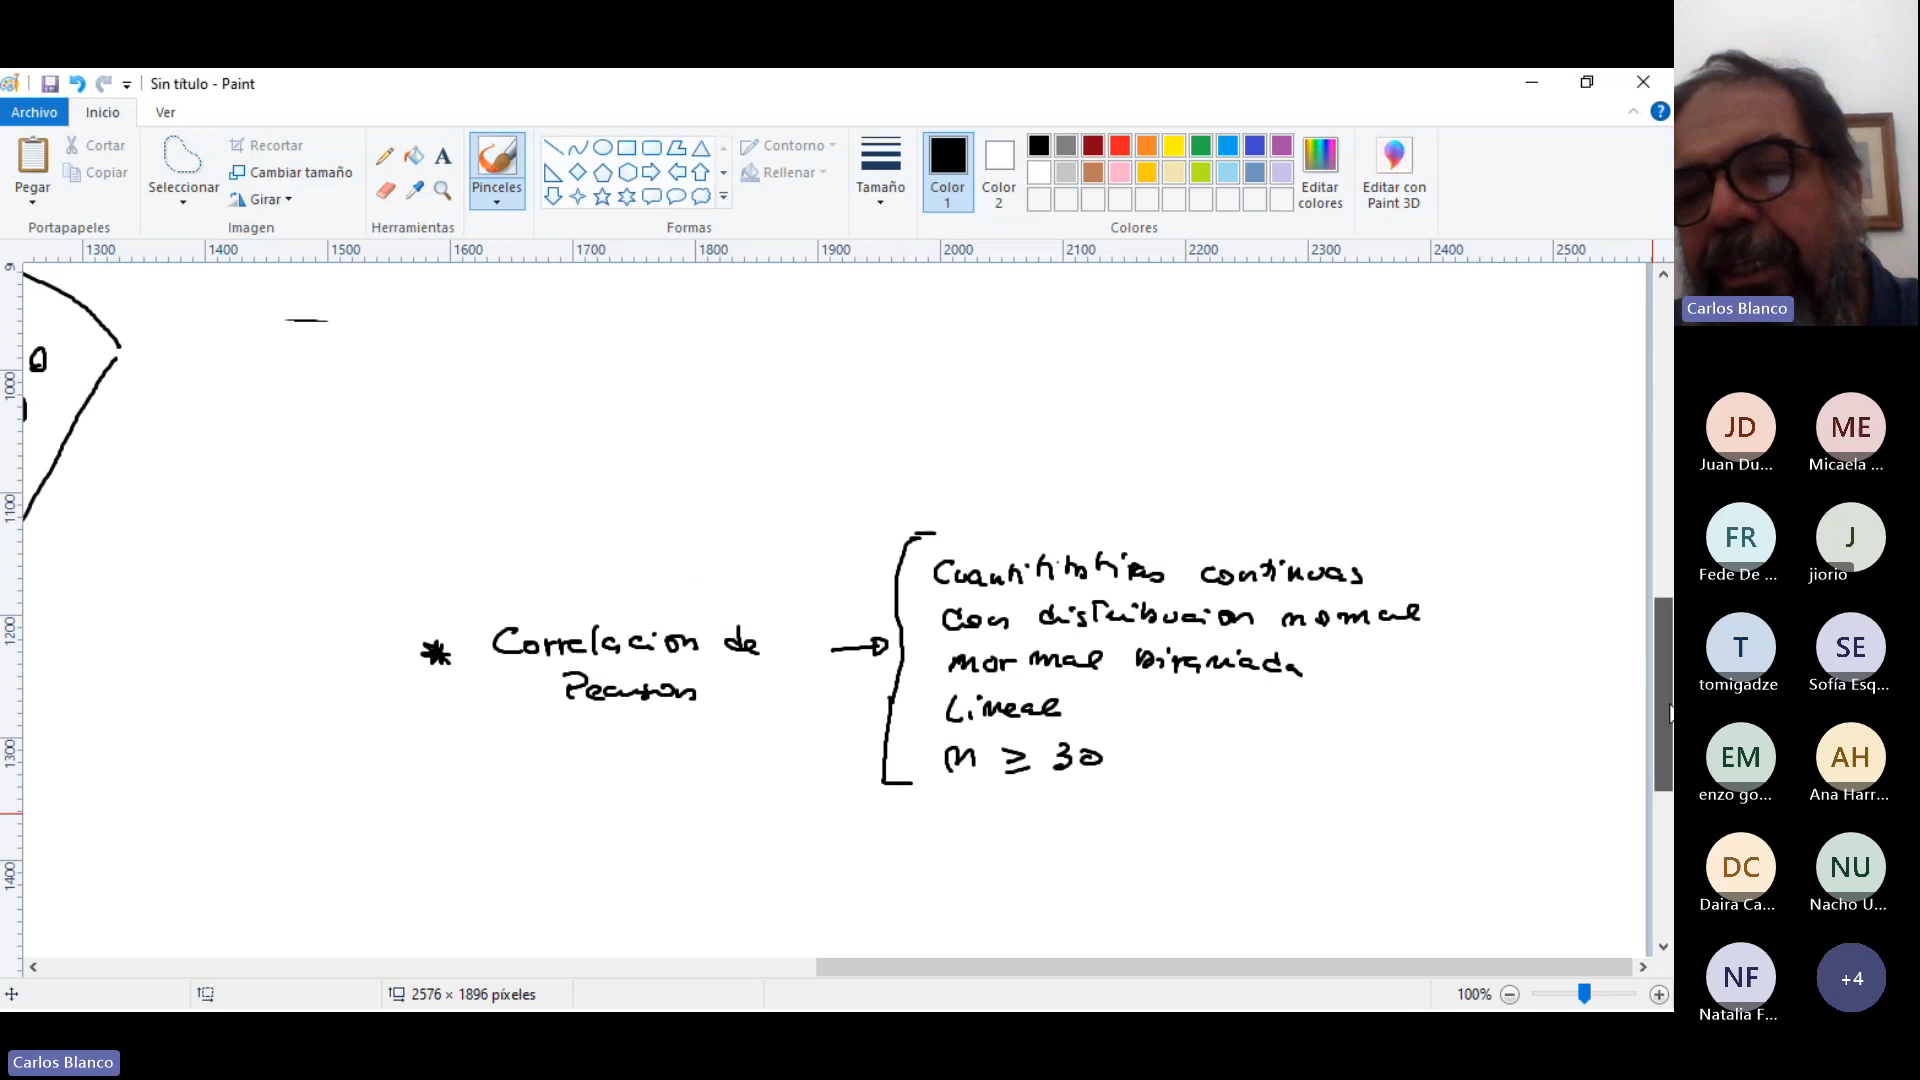 Sin título - Paint
Archivo Inicio Ver
Pegar
Cortar
Copiar
Portapapeles
Seleccionar
Recortar
Cambiar tamaño
Girar
Imagen
A
Herramientas
Pinceles
Contorno
Rellenar
Formas
Tamaño
Color 1
Color 2
Editar colores
Editar con Paint 3D
Colores
1300 1400 1500 1600 1700 1800 1900 2000 2100 2200 2300 2400 2500
9
1000
1100
1200
1300
1400
* Correlacion de
Pearson
Cuantititativas continuas
Con distribucion normal
normal
Lineal
n ≥ 30
2576 × 1896 píxeles
100%
Carlos Blanco
Carlos Blanco
JD
Juan Du...
ME
Micaela ...
FR
Fede De ...
J
jiorio
T
tomigadze
SE
Sofía Esq...
EM
enzo go...
AH
Ana Harr...
DC
Daira Ca...
NU
Nacho U...
NF
Natalia F...
+4